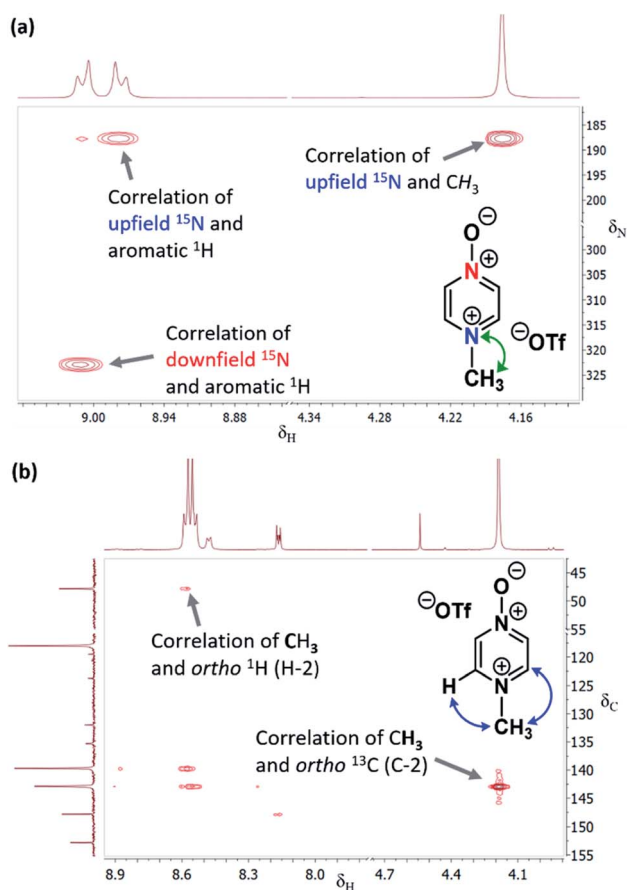 (a)
185
190
195
200
δN
300
305
310
315
320
325
Correlation of
upfield ¹⁵N and
aromatic ¹H
Correlation of
upfield ¹⁵N and CH₃
Correlation of
downfield ¹⁵N
and aromatic ¹H
O⊖
N⊕
⊕
N
⊖OTf
CH₃
9.00 8.94 8.88 4.34 4.28 4.22 4.16
δH
(b)
45
50
55
120
125
130
135
140
145
150
155
δC
Correlation of CH₃
and ortho ¹H (H-2)
Correlation of CH₃
and ortho ¹³C (C-2)
⊖OTf
O⊖
N+
N+
H
CH₃
8.9 8.6 8.3 8.0 4.7 4.4 4.1
δH